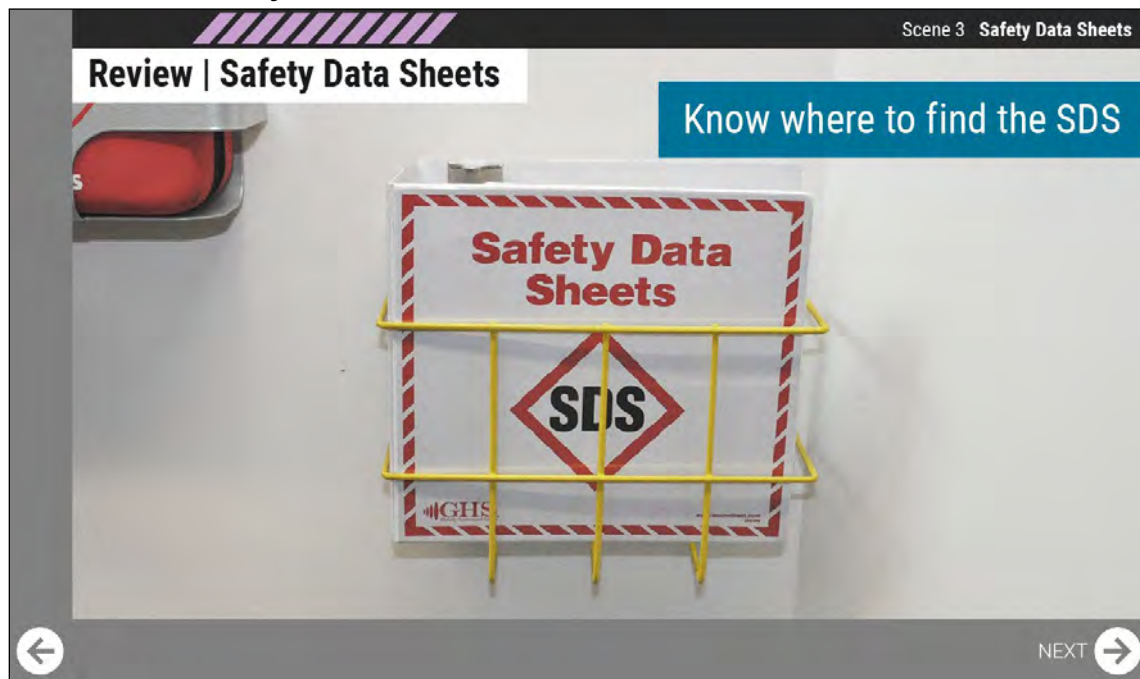 Scene 3 Safety Data Sheets
Review | Safety Data Sheets
Know where to find the SDS
s
Safety Data
Sheets
SDS
GHS
NEXT